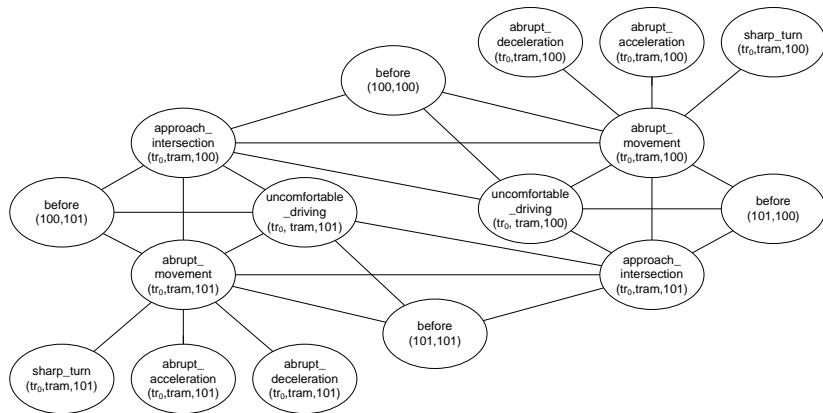 abrupt_
deceleration
(tr₀,tram,100)
abrupt_
acceleration
(tr₀,tram,100)
sharp_turn
(tr₀,tram,100)
before
(100,100)
approach_
intersection
(tr₀,tram,100)
abrupt_
movement
(tr₀,tram,100)
before
(100,101)
uncomfortable
_driving
(tr₀, tram,101)
uncomfortable
_driving
(tr₀, tram,100)
before
(101,100)
abrupt_
movement
(tr₀,tram,101)
approach_
intersection
(tr₀,tram,101)
before
(101,101)
sharp_turn
(tr₀,tram,101)
abrupt_
acceleration
(tr₀,tram,101)
abrupt_
deceleration
(tr₀,tram,101)